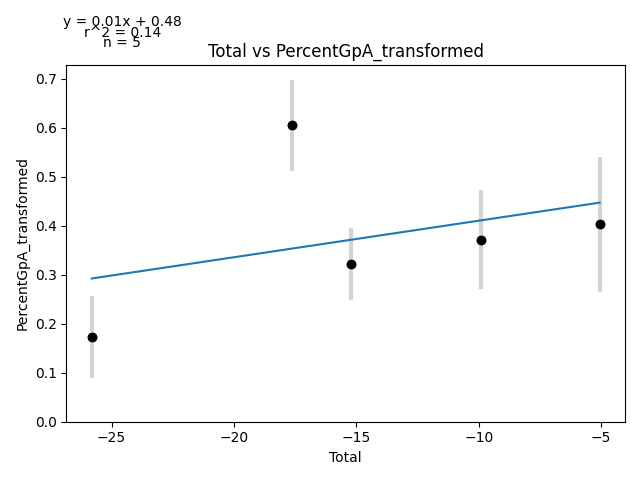 y = 0.01x + 0.48
r^2 = 0.14
n = 5
Total vs PercentGpA_transformed
PercentGpA_transformed
0.7
0.6
0.5
0.4
0.3
0.2
0.1
0.0
−25
−20
−15
−10
−5
Total